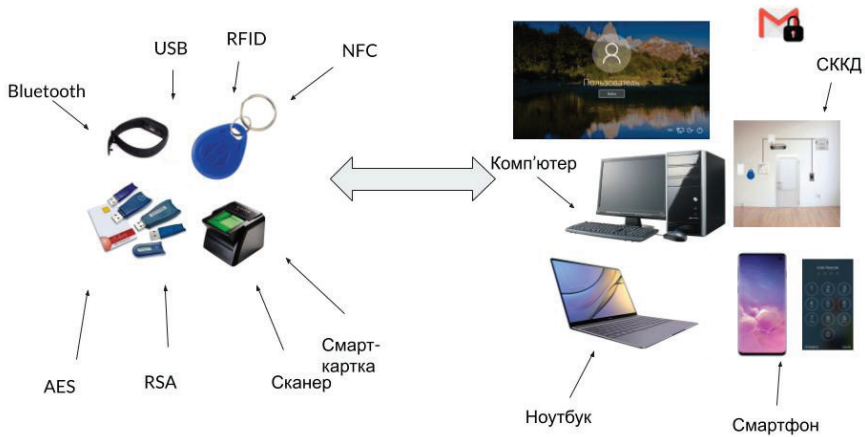 USB
RFID
NFC
Bluetooth
Пользователь
СККД
Комп’ютер
AES
RSA
Сканер
Смарт-
картка
Ноутбук
Смартфон